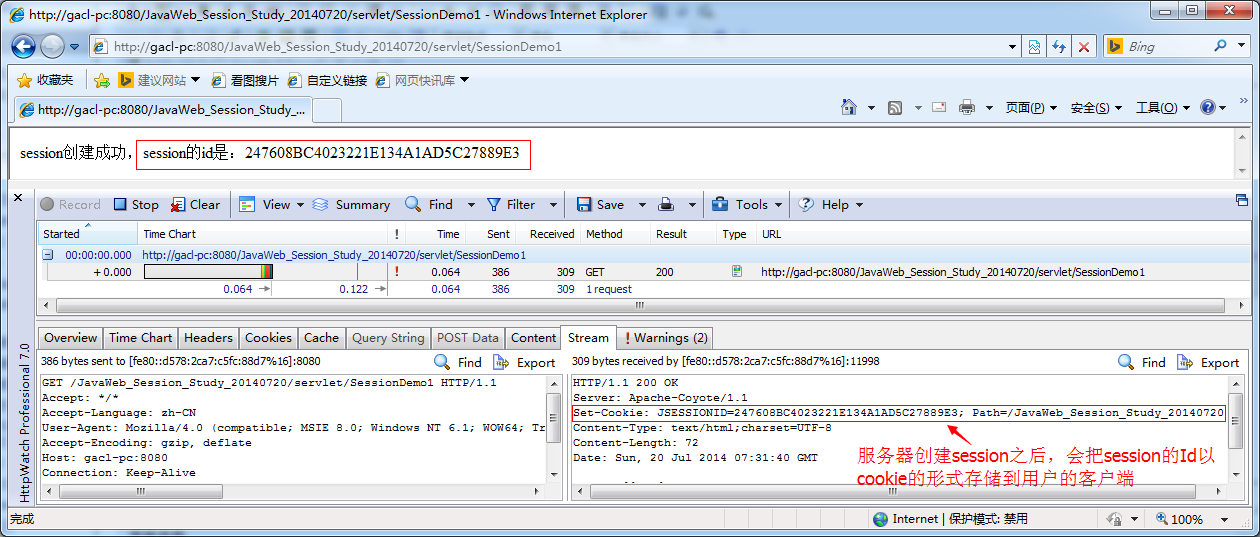 http://gacl-pc:8080/JavaWeb_Session_Study_20140720/servlet/SessionDemo1 - Windows Internet Explorer
http://gacl-pc:8080/JavaWeb_Session_Study_20140720/servlet/SessionDemo1 Bing
收藏夹 建议网站 看图搜片 自定义链接 网页快讯库
http://gacl-pc:8080/JavaWeb_Session_Study_... 页面(P) 安全(S) 工具(O)
session创建成功，session的id是：247608BC4023221E134A1AD5C27889E3
Record Stop Clear View Summary Find Filter Save Tools Help
Started Time Chart ! Time Sent Received Method Result Type URL
00:00:00.000 http://gacl-pc:8080/JavaWeb_Session_Study_20140720/servlet/SessionDemo1
+ 0.000 ! 0.064 386 309 GET 200 http://gacl-pc:8080/JavaWeb_Session_Study_20140720/servlet/SessionDemo1
0.064 0.122 0.064 386 309 1 request
Overview Time Chart Headers Cookies Cache Query String POST Data Content Stream ! Warnings (2)
386 bytes sent to [fe80::d578:2ca7:c5fc:88d7%16]:8080 Find Export
GET /JavaWeb_Session_Study_20140720/servlet/SessionDemo1 HTTP/1.1
Accept: */*
Accept-Language: zh-CN
User-Agent: Mozilla/4.0 (compatible; MSIE 8.0; Windows NT 6.1; WOW64; Tr
Accept-Encoding: gzip, deflate
Host: gacl-pc:8080
Connection: Keep-Alive
309 bytes received by [fe80::d578:2ca7:c5fc:88d7%16]:11998 Find Export
HTTP/1.1 200 OK
Server: Apache-Coyote/1.1
Set-Cookie: JSESSIONID=247608BC4023221E134A1AD5C27889E3; Path=/JavaWeb_Session_Study_20140720
Content-Type: text/html;charset=UTF-8
Content-Length: 72
Date: Sun, 20 Jul 2014 07:31:40 GMT
服务器创建session之后，会把session的Id以
cookie的形式存储到用户的客户端
HttpWatch Professional 7.0
完成 Internet | 保护模式: 禁用 100%